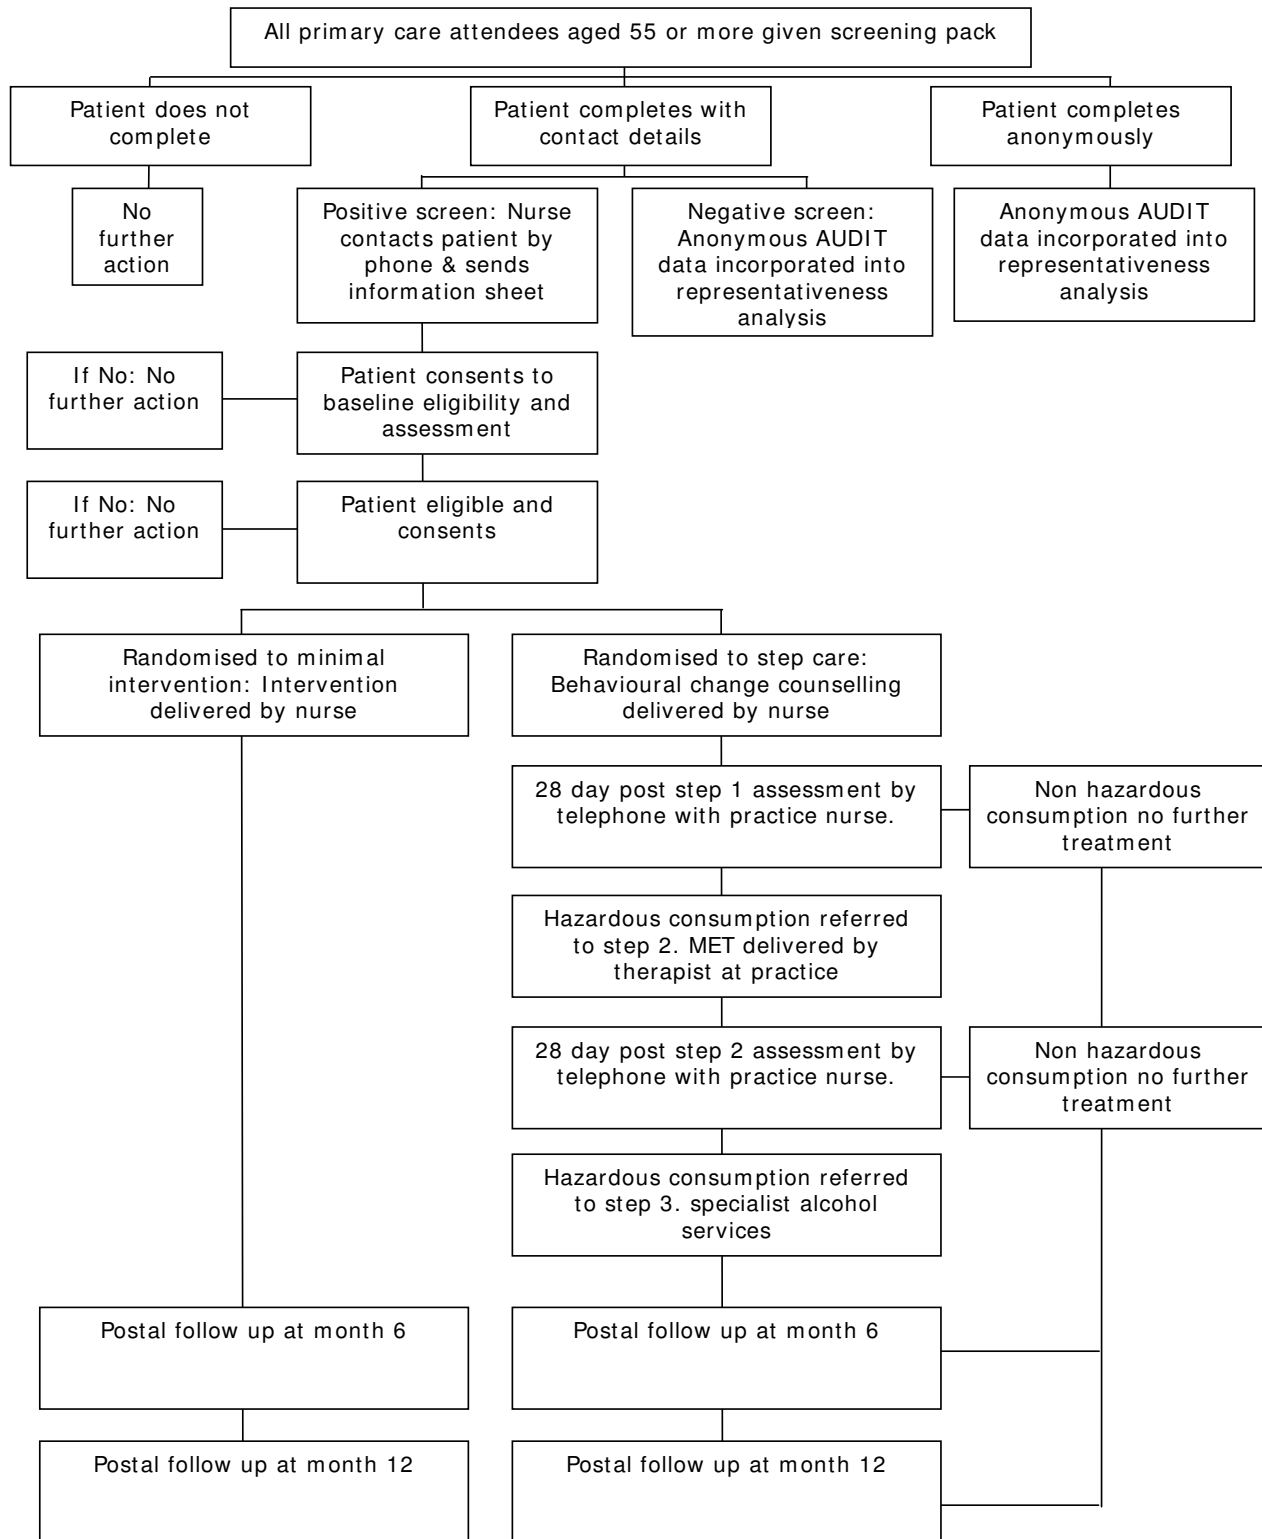 All primary care attendees aged 55 or more given screening pack
Patient does not
complete
Patient completes with
contact details
Patient completes
anonymously
No
further
action
Positive screen: Nurse
contacts patient by
phone & sends
information sheet
Negative screen:
Anonymous AUDIT
data incorporated into
representativeness
analysis
Anonymous AUDIT
data incorporated into
representativeness
analysis
If No: No
further action
Patient consents to
baseline eligibility and
assessment
If No: No
further action
Patient eligible and
consents
Randomised to minimal
intervention: Intervention
delivered by nurse
Randomised to step care:
Behavioural change counselling
delivered by nurse
28 day post step 1 assessment by
telephone with practice nurse.
Non hazardous
consumption no further
treatment
Hazardous consumption referred
to step 2. MET delivered by
therapist at practice
28 day post step 2 assessment by
telephone with practice nurse.
Non hazardous
consumption no further
treatment
Hazardous consumption referred
to step 3. specialist alcohol
services
Postal follow up at month 6
Postal follow up at month 6
Postal follow up at month 12
Postal follow up at month 12